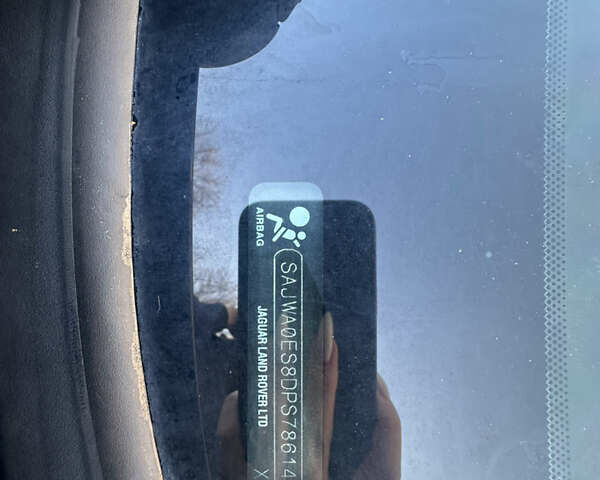 AIRBAG
SAJWA0ES8DPS78614
JAGUAR LAND ROVER LTD
X